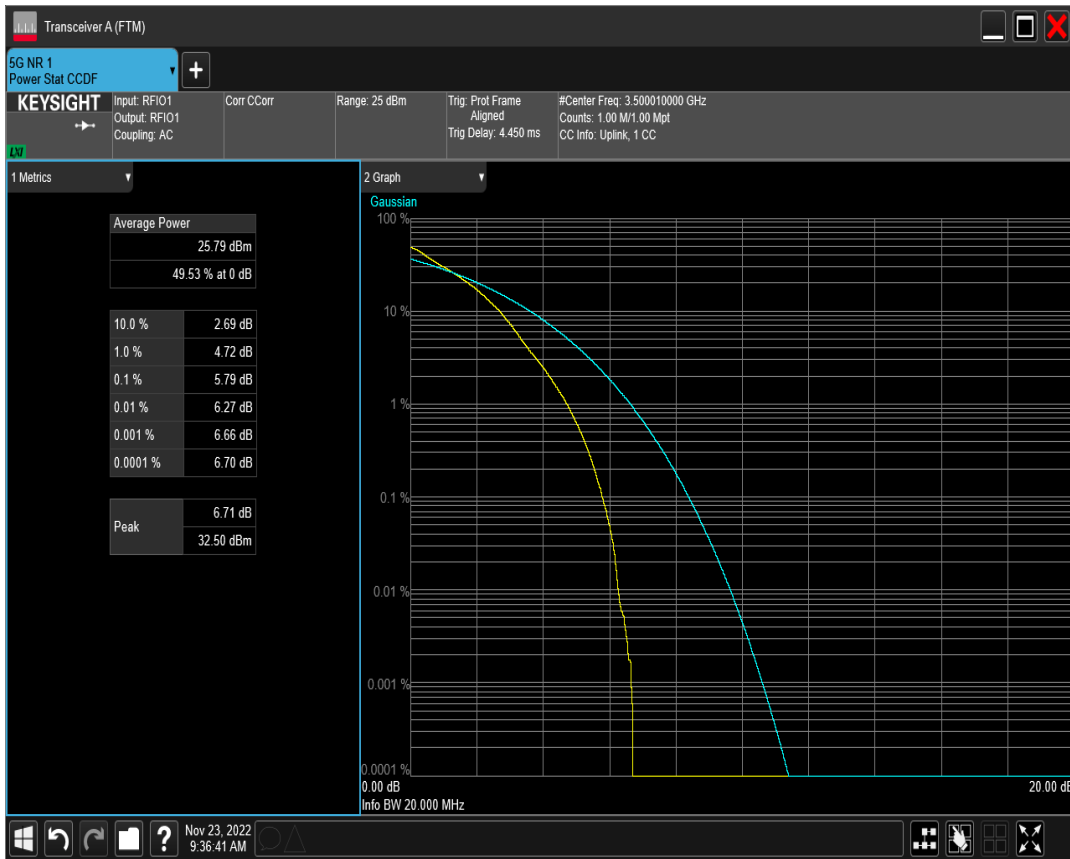 Transceiver A (FTM)
5G NR 1
Power Stat CCDF
+
KEYSIGHT
LXI
Input: RFIO1
Output: RFIO1
Coupling: AC
Corr CCorr
Range: 25 dBm
Trig: Prot Frame
Aligned
Trig Delay: 4.450 ms
#Center Freq: 3.500010000 GHz
Counts: 1.00 M/1.00 Mpt
CC Info: Uplink, 1 CC
1 Metrics
Average Power
25.79 dBm
49.53 % at 0 dB
10.0 % 2.69 dB
1.0 % 4.72 dB
0.1 % 5.79 dB
0.01 % 6.27 dB
0.001 % 6.66 dB
0.0001 % 6.70 dB
Peak
6.71 dB
32.50 dBm
2 Graph
Gaussian
100 %
10 %
1 %
0.1 %
0.01 %
0.001 %
0.0001 %
0.00 dB 20.00 dB
Info BW 20.000 MHz
?
Nov 23, 2022
9:36:41 AM